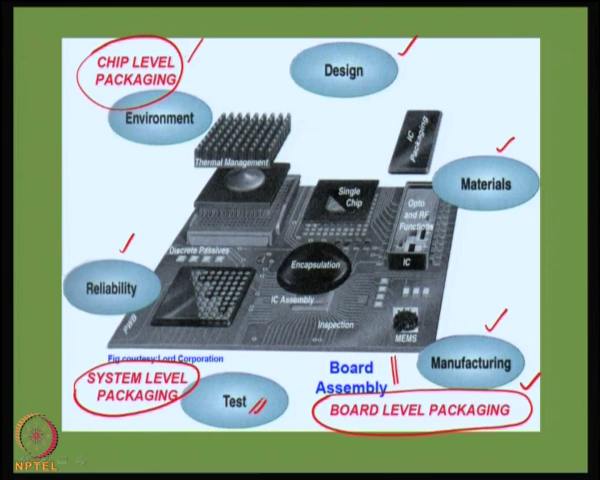 CHIP LEVEL
PACKAGING
Design
Environment
IC
Packaging
Thermal Management
Single
Chip
Materials
Opto
and RF
Functions
Discrete Passives
Encapsulation
IC
Reliability
IC Assembly
PWB
Inspection
MEMS
Fig courtesy:Lord Corporation
Board
Assembly
Manufacturing
SYSTEM LEVEL
PACKAGING
Test
BOARD LEVEL PACKAGING
NPTEL